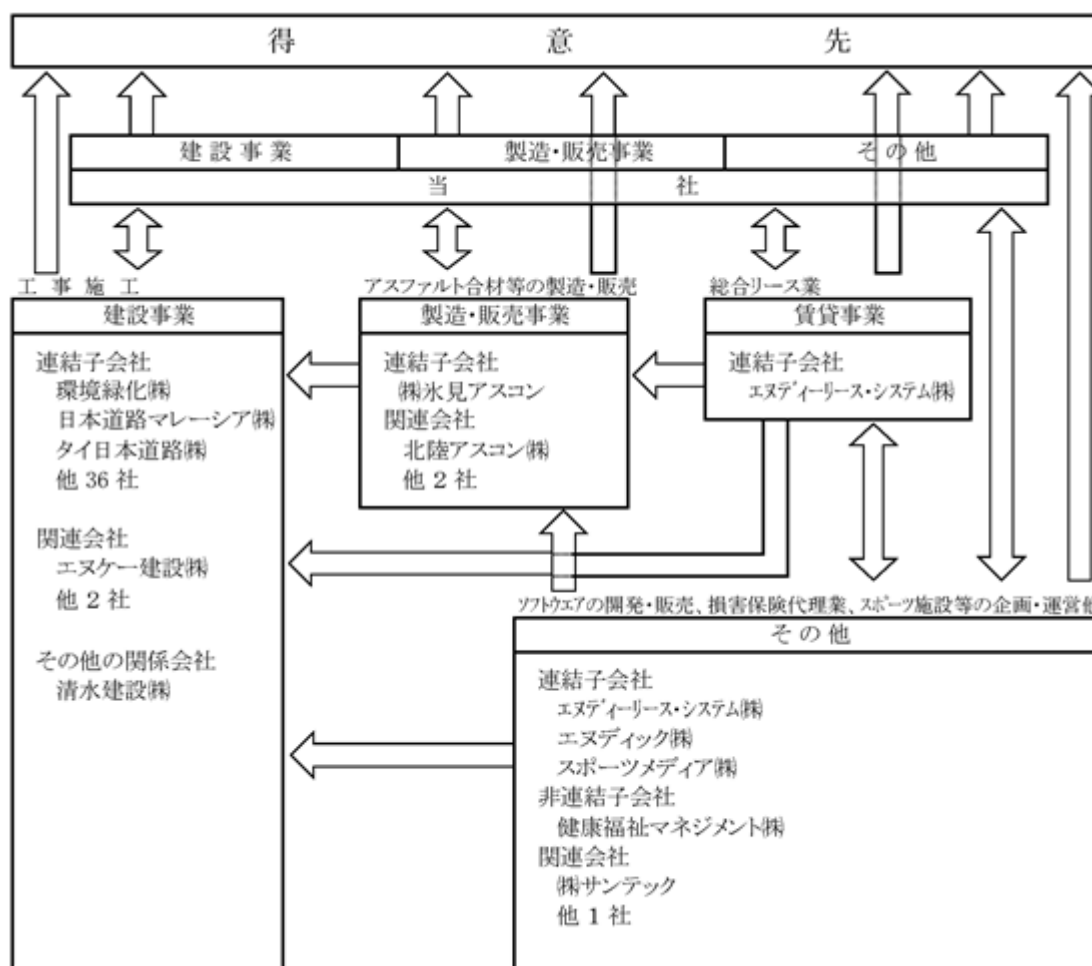 得意先
建設事業 製造・販売事業 その他
当社
工事施工
建設事業
連結子会社
環境緑化㈱
日本道路マレーシア㈱
タイ日本道路㈱
他 36 社
関連会社
エヌケー建設㈱
他 2 社
その他の関係会社
清水建設㈱
アスファルト合材等の製造・販売
製造・販売事業
連結子会社
㈱氷見アスコン
関連会社
北陸アスコン㈱
他 2 社
総合リース業
賃貸事業
連結子会社
エヌディーリース・システム㈱
ソフトウエアの開発・販売、損害保険代理業、スポーツ施設等の企画・運営他
その他
連結子会社
エヌディーリース・システム㈱
エヌディック㈱
スポーツメディア㈱
非連結子会社
健康福祉マネジメント㈱
関連会社
㈱サンテック
他 1 社